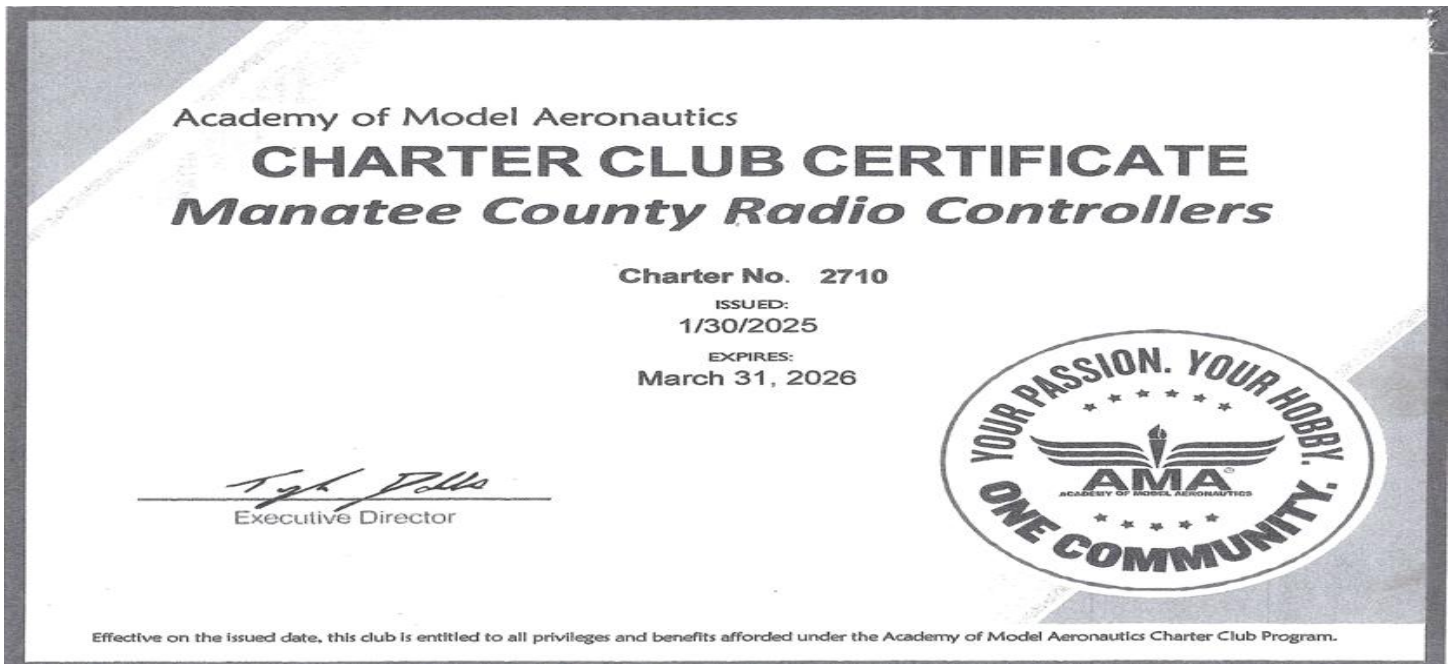 Academy of Model Aeronautics
CHARTER CLUB CERTIFICATE
Manatee County Radio Controllers
Charter No. 2710
ISSUED:
1/30/2025
EXPIRES:
March 31, 2026
YOUR PASSION. YOUR HOBBY.
AMA®
ACADEMY OF MODEL AERONAUTICS
ONE COMMUNITY.
Executive Director
Effective on the issued date, this club is entitled to all privileges and benefits afforded under the Academy of Model Aeronautics Charter Club Program.